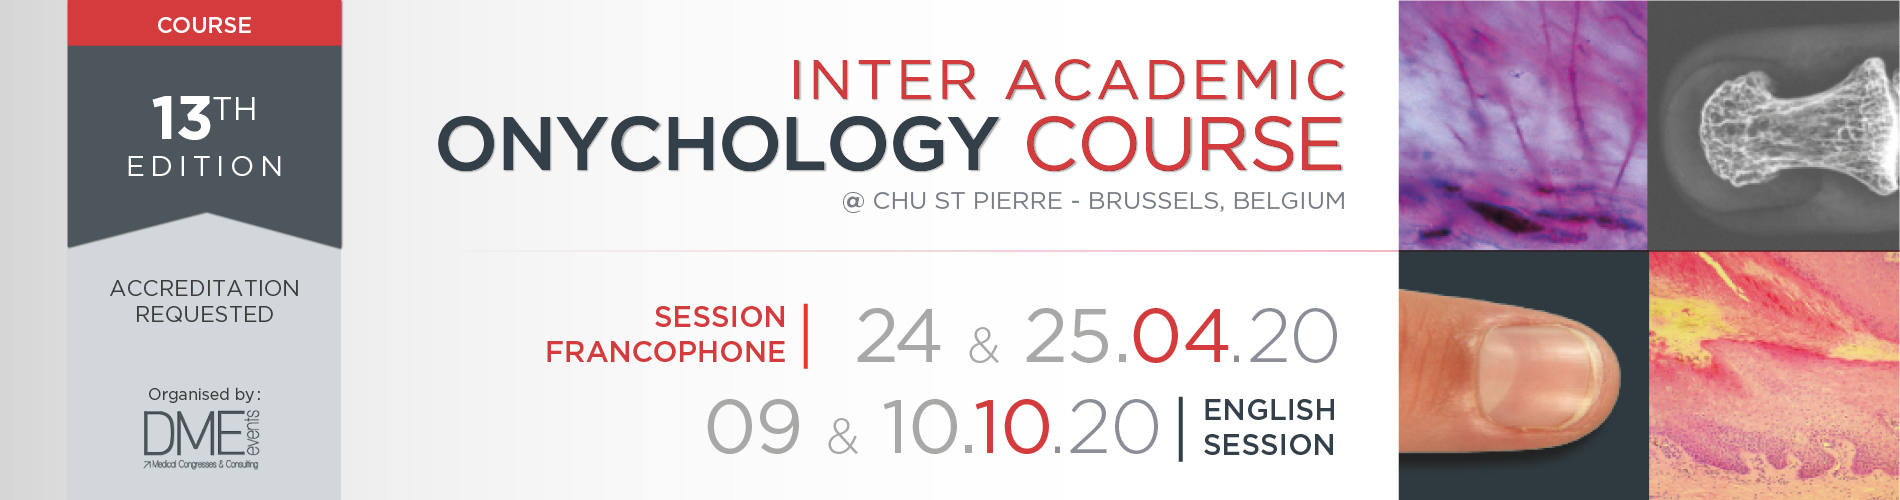 COURSE
13TH
EDITION
ACCREDITATION
REQUESTED
Organised by:
DME
events
Medical Congresses & Consulting
INTER ACADEMIC
ONYCHOLOGY COURSE
@ CHU ST PIERRE - BRUSSELS, BELGIUM
SESSION
FRANCOPHONE
24 & 25.04.20
09 & 10.10.20
ENGLISH
SESSION